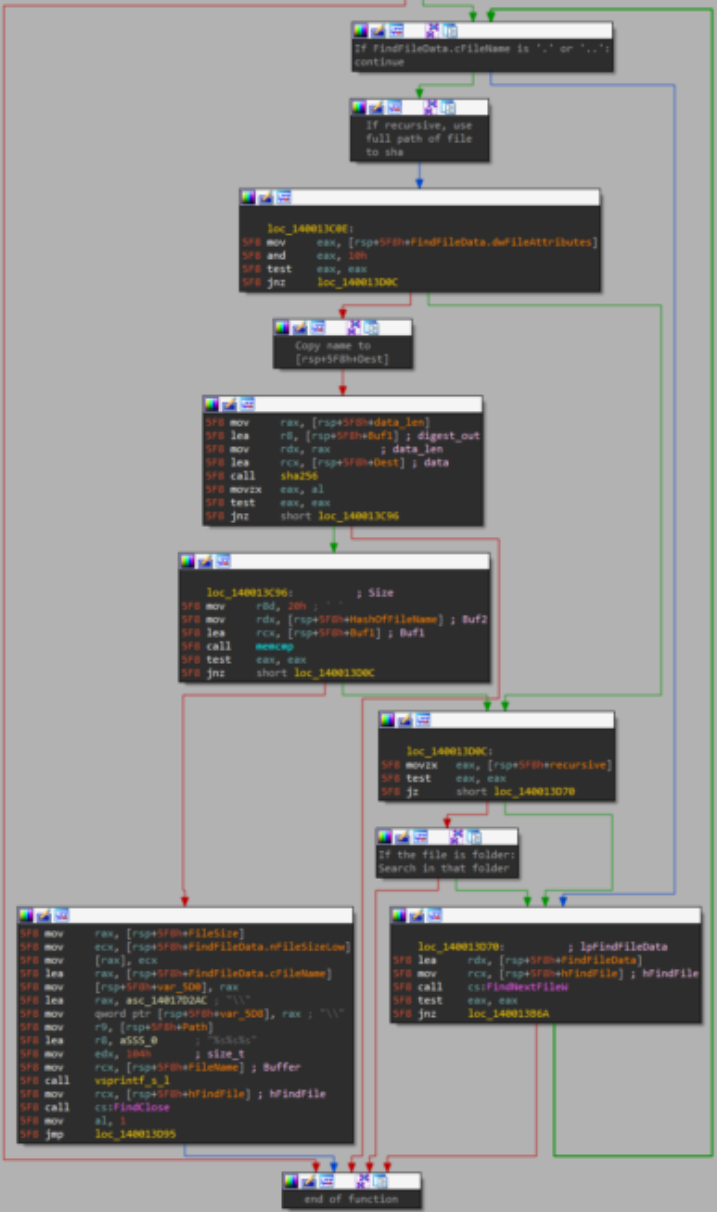 If FindFileData.cFileName is '.' or '..':
continue
If recursive, use
full path of file
to sha
loc_140013C0E:
5F8 mov eax, [rsp+5F8h+FindFileData.dwFileAttributes]
5F8 and eax, 10h
5F8 test eax, eax
5F8 jnz loc_140013D0C
Copy name to
[rsp+5F8h+Dest]
5F8 mov rax, [rsp+5F8h+data_len]
5F8 lea r8, [rsp+5F8h+Buf1] ; digest_out
5F8 mov rdx, rax ; data_len
5F8 lea rcx, [rsp+5F8h+Dest] ; data
5F8 call sha256
5F8 movzx eax, al
5F8 test eax, eax
5F8 jnz short loc_140013C96
loc_140013C96: ; Size
5F8 mov r8d, 20h ; ' '
5F8 mov rdx, [rsp+5F8h+HashOfFileName] ; Buf2
5F8 lea rcx, [rsp+5F8h+Buf1] ; Buf1
5F8 call memcmp
5F8 test eax, eax
5F8 jnz short loc_140013D0C
loc_140013D0C:
5F8 movzx eax, [rsp+5F8h+recursive]
5F8 test eax, eax
5F8 jz short loc_140013D70
If the file is folder:
Search in that folder
5F8 mov rax, [rsp+5F8h+FileSize]
5F8 mov ecx, [rsp+5F8h+FindFileData.nFileSizeLow]
5F8 mov [rax], ecx
5F8 lea rax, [rsp+5F8h+FindFileData.cFileName]
5F8 mov [rsp+5F8h+var_5D0], rax
5F8 lea rax, asc_14017D2AC ; "\\"
5F8 mov qword ptr [rsp+5F8h+var_5D8], rax ; "\\"
5F8 mov r9, [rsp+5F8h+Path]
5F8 lea r8, aSSS_0 ; "%s%s%s"
5F8 mov edx, 104h ; size_t
5F8 mov rcx, [rsp+5F8h+FileName] ; Buffer
5F8 call vsprintf_s_l
5F8 mov rcx, [rsp+5F8h+hFindFile] ; hFindFile
5F8 call cs:FindClose
5F8 mov al, 1
5F8 jmp loc_140013D95
loc_140013D70: ; lpFindFileData
5F8 lea rdx, [rsp+5F8h+FindFileData]
5F8 mov rcx, [rsp+5F8h+hFindFile] ; hFindFile
5F8 call cs:FindNextFileW
5F8 test eax, eax
5F8 jnz loc_140013B6A
end of function